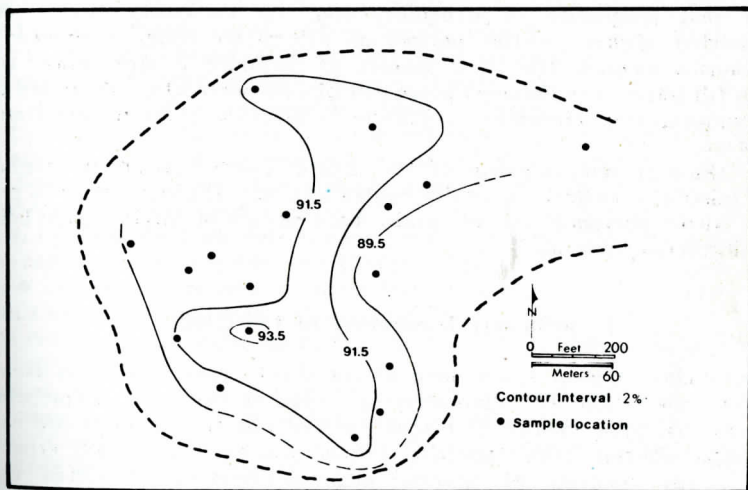 91.5
89.5
93.5
91.5
N
0 Feet 200
Meters 60
Contour Interval 2%
Sample location